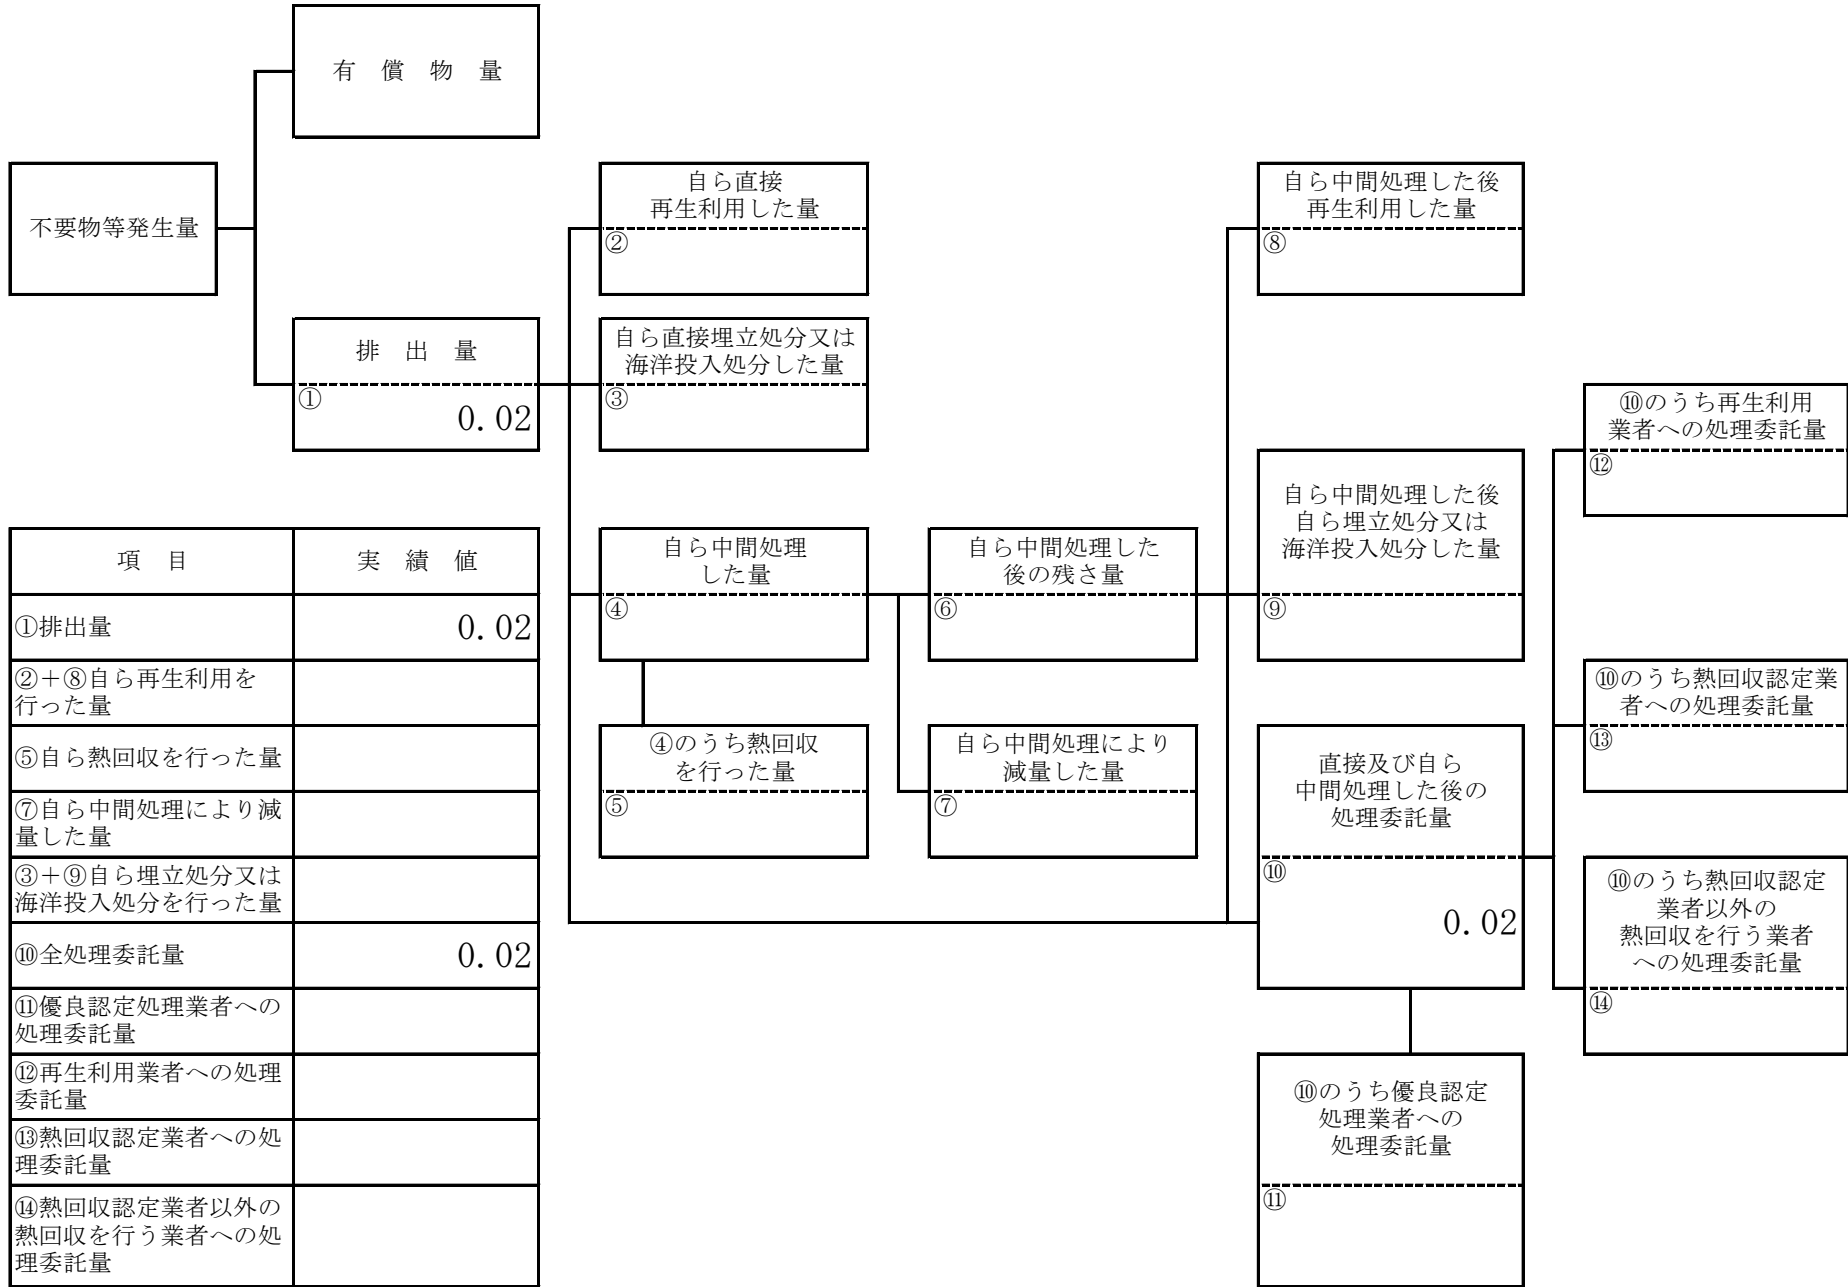 有 償 物 量
不要物等発生量
排 出 量
①
0.02
自ら直接
再生利用した量
②
自ら直接埋立処分又は
海洋投入処分した量
③
自ら中間処理
した量
④
④のうち熱回収
を行った量
⑤
自ら中間処理した
後の残さ量
⑥
自ら中間処理により
減量した量
⑦
自ら中間処理した後
再生利用した量
⑧
自ら中間処理した後
自ら埋立処分又は
海洋投入処分した量
⑨
直接及び自ら
中間処理した後の
処理委託量
⑩
0.02
⑩のうち優良認定
処理業者への
処理委託量
⑪
⑩のうち再生利用
業者への処理委託量
⑫
⑩のうち熱回収認定業
者への処理委託量
⑬
⑩のうち熱回収認定
業者以外の
熱回収を行う業者
への処理委託量
⑭
項 目 実 績 値
①排出量 0.02
②＋⑧自ら再生利用を
行った量
⑤自ら熱回収を行った量
⑦自ら中間処理により減
量した量
③＋⑨自ら埋立処分又は
海洋投入処分を行った量
⑩全処理委託量 0.02
⑪優良認定処理業者への
処理委託量
⑫再生利用業者への処理
委託量
⑬熱回収認定業者への処
理委託量
⑭熱回収認定業者以外の
熱回収を行う業者への処
理委託量